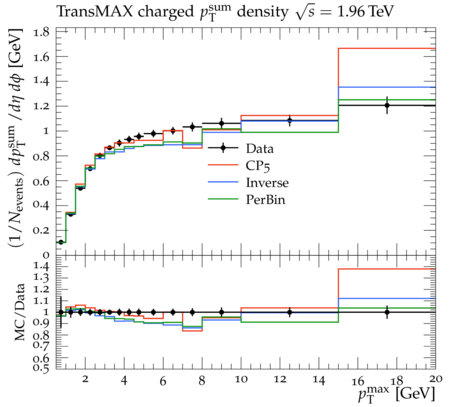 TransMAX charged p_T^sum density √s = 1.96 TeV
(1/N_events) dp_T^sum/dη dϕ [GeV]
1.8
1.6
1.4
1.2
1.0
0.8
0.6
0.4
0.2
0
Data
CP5
Inverse
PerBin
MC/Data
1.4
1.3
1.2
1.1
1
0.9
0.8
0.7
0.6
0.5
2 4 6 8 10 12 14 16 18 20
p_T^max [GeV]